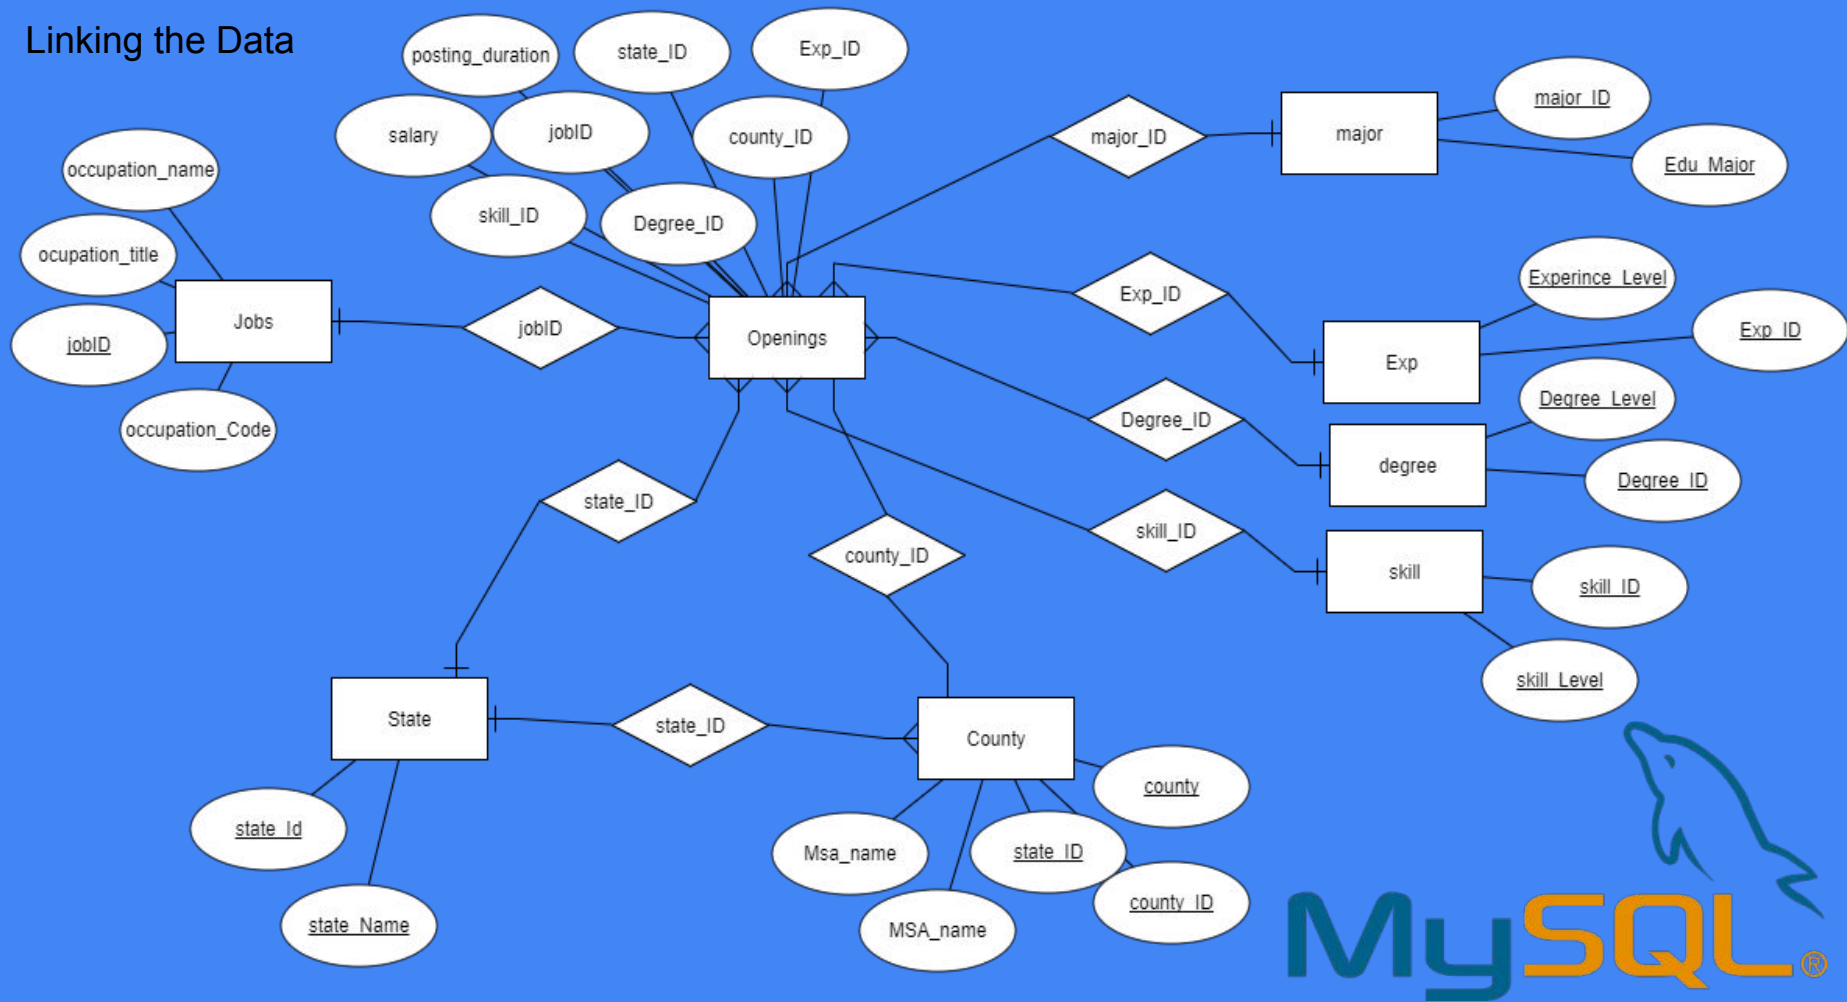 Linking the Data
posting_duration
state_ID
Exp_ID
salary
jobID
county_ID
skill_ID
Degree_ID
occupation_name
ocupation_title
jobID
occupation_Code
Jobs
jobID
Openings
major_ID
major
major_ID
Edu_Major
Exp_ID
Exp
Experince_Level
Exp_ID
Degree_ID
degree
Degree_Level
Degree_ID
skill_ID
skill
skill_ID
skill_Level
state_ID
county_ID
State
state_ID
County
state_Id
state_Name
county
Msa_name
state_ID
county_ID
MSA_name
MySQL®